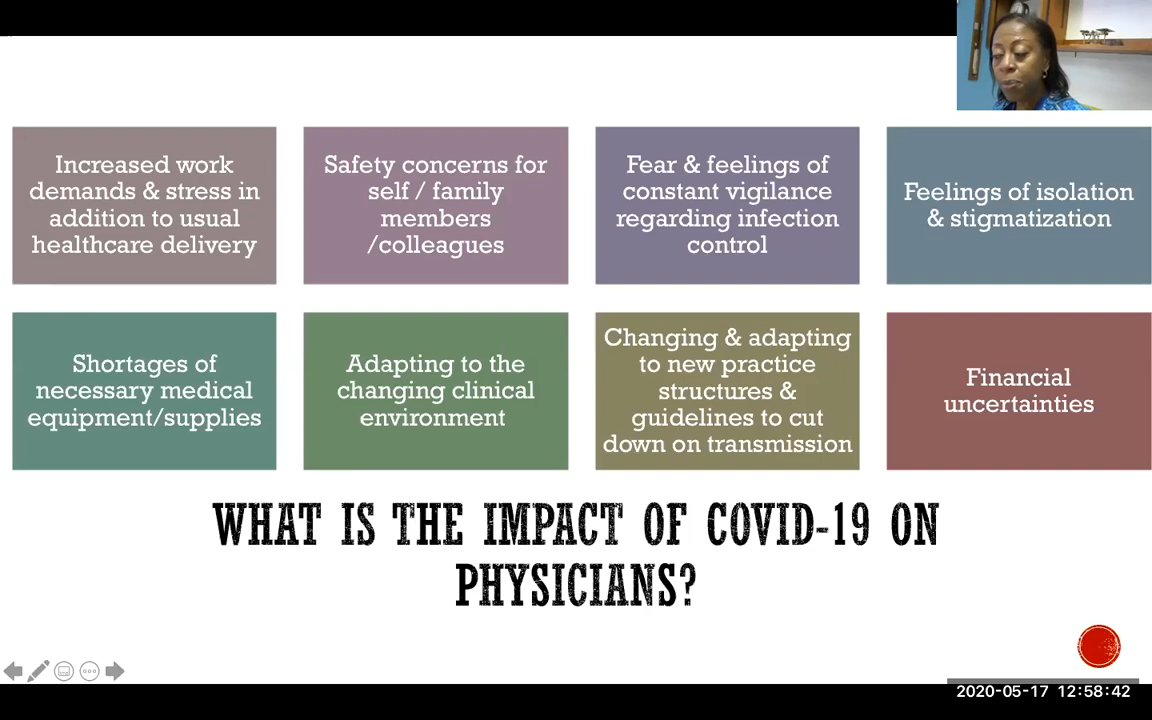 Increased work
demands & stress in
addition to usual
healthcare delivery
Safety concerns for
self / family
members
/colleagues
Fear & feelings of
constant vigilance
regarding infection
control
Feelings of isolation
& stigmatization
Shortages of
necessary medical
equipment/supplies
Adapting to the
changing clinical
environment
Changing & adapting
to new practice
structures &
guidelines to cut
down on transmission
Financial
uncertainties
WHAT IS THE IMPACT OF COVID-19 ON
PHYSICIANS?
2020-05-17 12:58:42